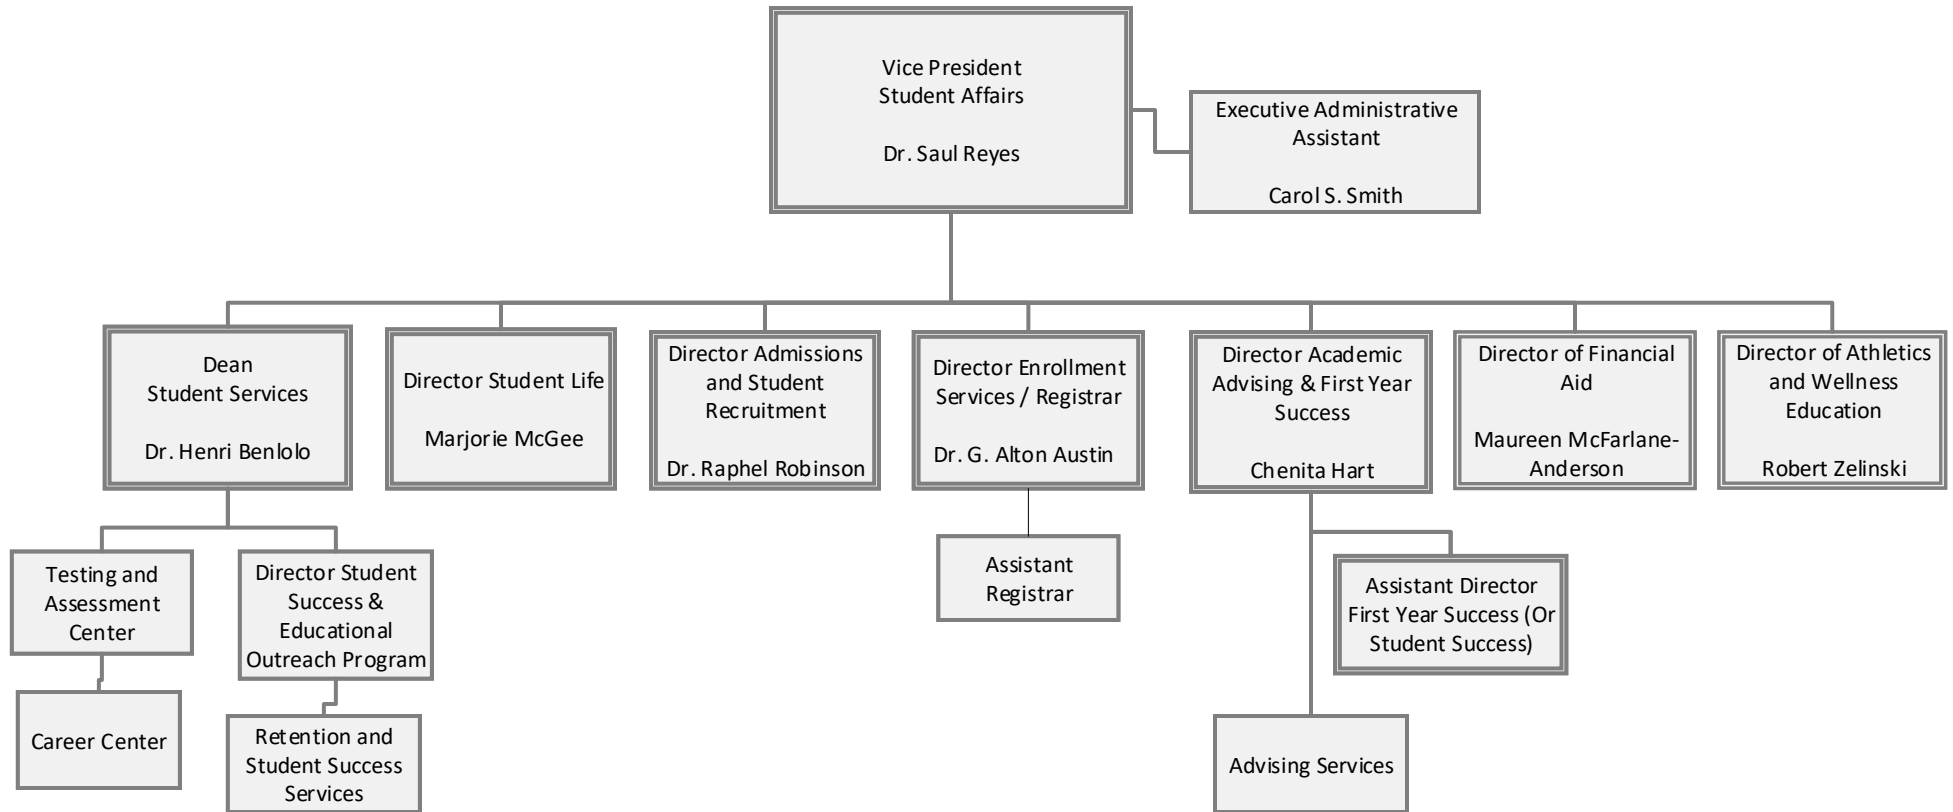 Vice President
Student Affairs
Dr. Saul Reyes
Executive Administrative
Assistant
Carol S. Smith
Dean
Student Services
Dr. Henri Benlolo
Director Student Life
Marjorie McGee
Director Admissions
and Student
Recruitment
Dr. Raphel Robinson
Director Enrollment
Services / Registrar
Dr. G. Alton Austin
Director Academic
Advising & First Year
Success
Chenita Hart
Director of Financial
Aid
Maureen McFarlane-
Anderson
Director of Athletics
and Wellness
Education
Robert Zelinski
Testing and
Assessment
Center
Director Student
Success &
Educational
Outreach Program
Assistant
Registrar
Assistant Director
First Year Success (Or
Student Success)
Career Center
Retention and
Student Success
Services
Advising Services